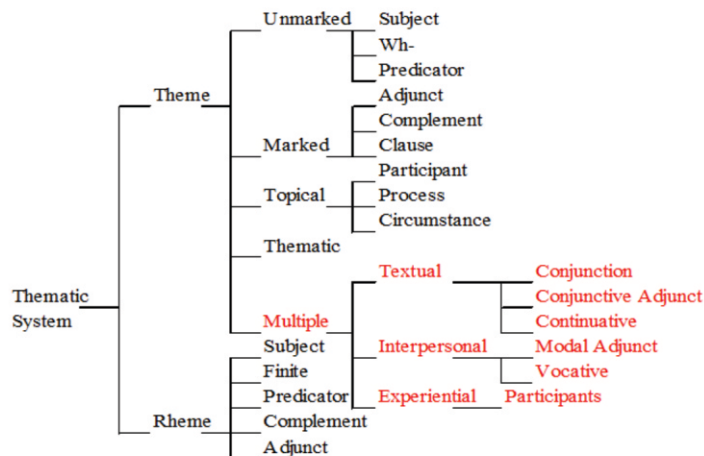 Unmarked Subject
Wh-
Predicator
Theme Adjunct
Complement
Marked Clause
Participant
Topical Process
Circumstance
Thematic
Textual Conjunction
Thematic
System
Conjunctive Adjunct
Multiple Continuative
Subject Interpersonal Modal Adjunct
Finite Vocative
Predicator Experiential Participants
Rheme Complement
Adjunct